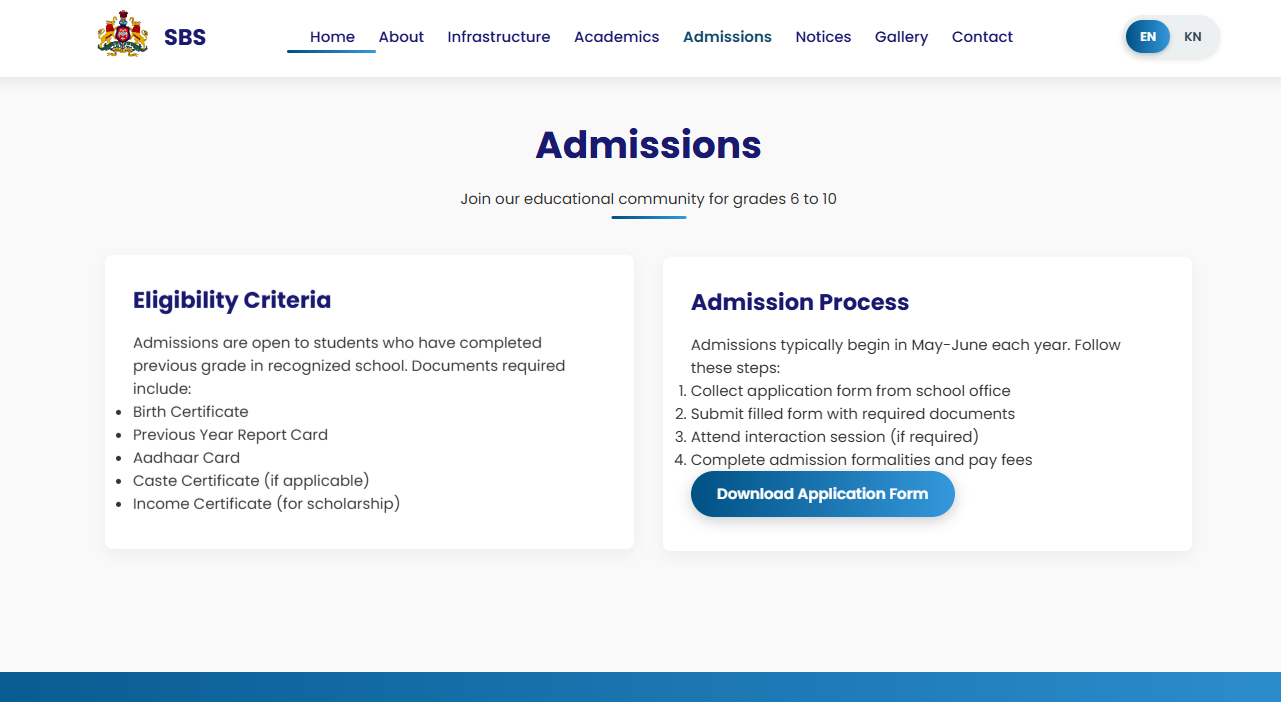 SBS
Home About Infrastructure Academics Admissions Notices Gallery Contact
EN KN
Admissions
Join our educational community for grades 6 to 10
Eligibility Criteria
Admissions are open to students who have completed
previous grade in recognized school. Documents required
include:
• Birth Certificate
• Previous Year Report Card
• Aadhaar Card
• Caste Certificate (if applicable)
• Income Certificate (for scholarship)
Admission Process
Admissions typically begin in May-June each year. Follow
these steps:
1. Collect application form from school office
2. Submit filled form with required documents
3. Attend interaction session (if required)
4. Complete admission formalities and pay fees
Download Application Form